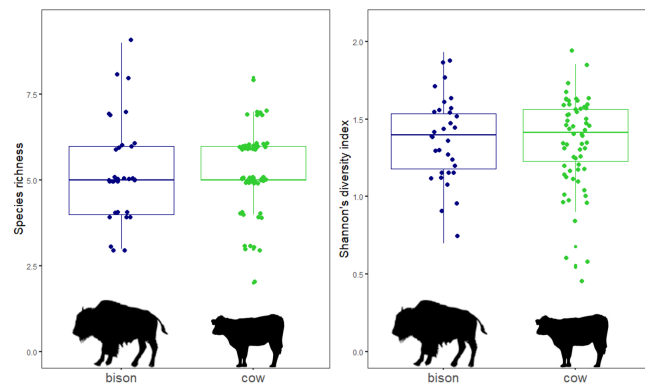 Species richness
7.5
5.0
2.5
0.0
bison cow
Shannon's diversity index
2.0
1.5
1.0
0.5
0.0
bison cow